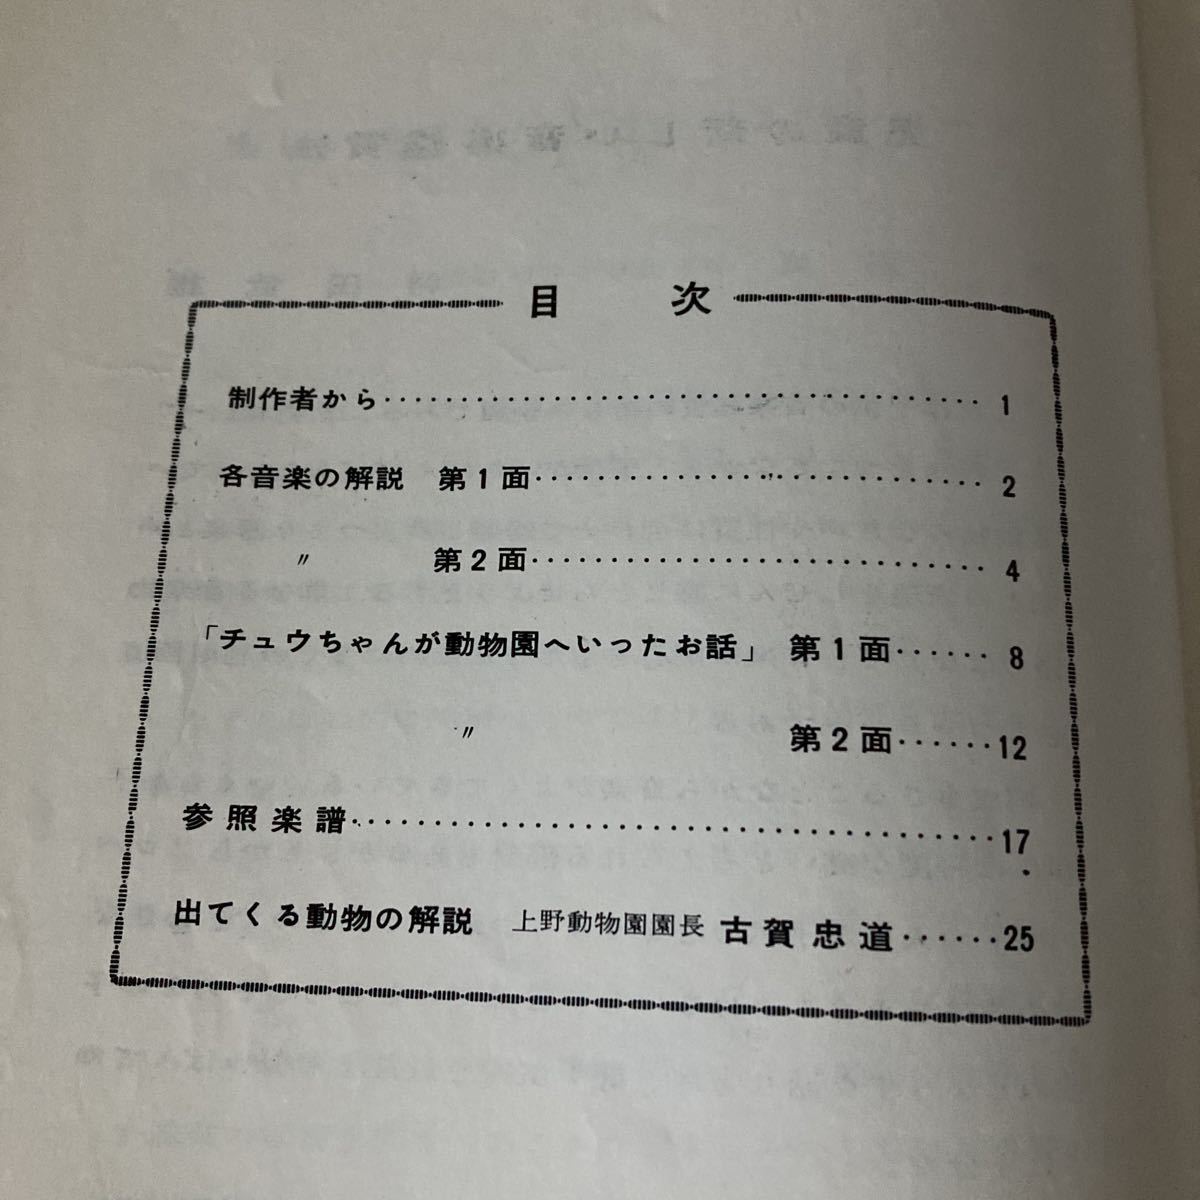 目次
制作者から‥‥‥‥‥‥‥‥‥‥‥‥‥‥ 1
各音楽の解説　第1面‥‥‥‥‥‥‥‥‥‥ 2
〃　第2面‥‥‥‥‥‥‥‥‥‥ 4
「チュウちゃんが動物園へいったお話」　第1面‥‥‥ 8
〃　第2面‥‥‥12
参照楽譜‥‥‥‥‥‥‥‥‥‥‥‥‥‥17
出てくる動物の解説　上野動物園園長　古賀忠道‥‥‥25